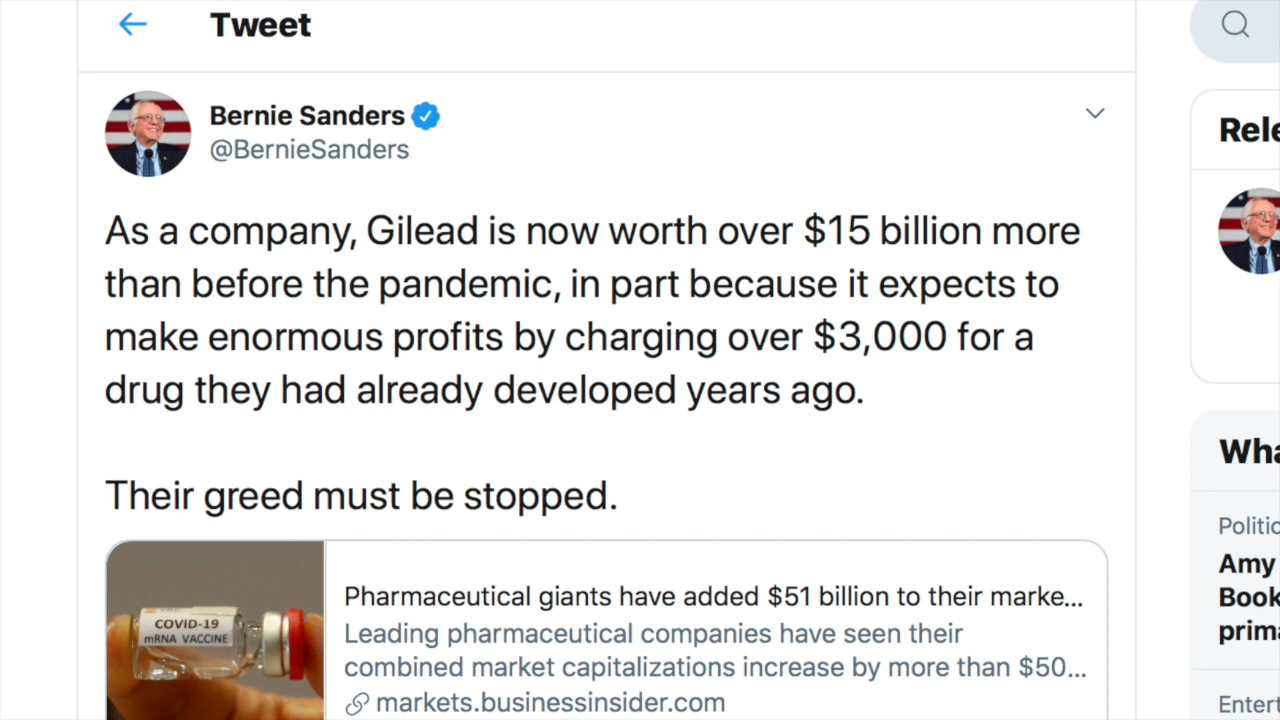 Tweet
Bernie Sanders
@BernieSanders
As a company, Gilead is now worth over $15 billion more
than before the pandemic, in part because it expects to
make enormous profits by charging over $3,000 for a
drug they had already developed years ago.
Their greed must be stopped.
COVID-19
mRNA VACCINE
Pharmaceutical giants have added $51 billion to their marke...
Leading pharmaceutical companies have seen their
combined market capitalizations increase by more than $50...
markets.businessinsider.com
Rele
Wha
Politic
Amy
Book
prima
Entert